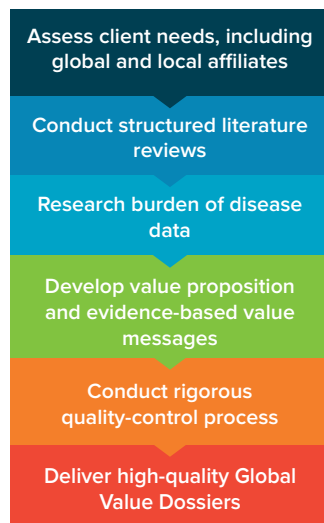 Assess client needs, including
global and local affiliates
Conduct structured literature
reviews
Research burden of disease
data
Develop value proposition
and evidence-based value
messages
Conduct rigorous
quality-control process
Deliver high-quality Global
Value Dossiers